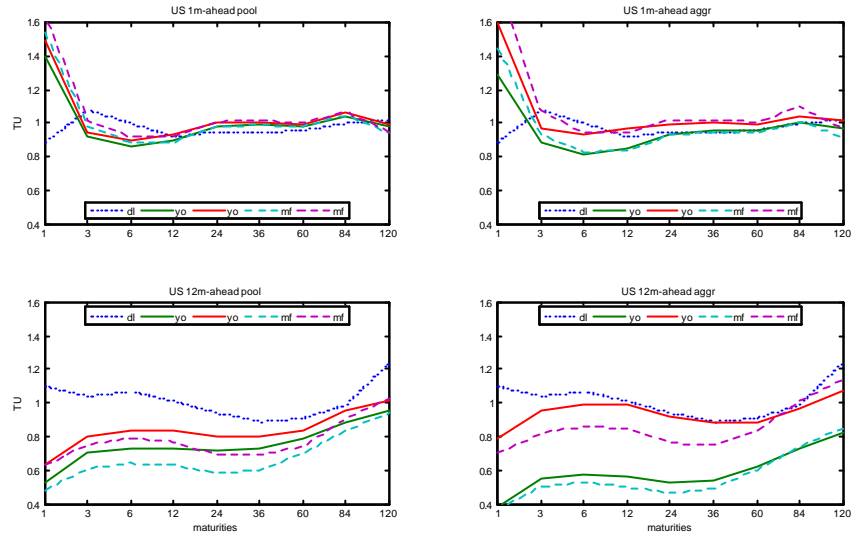 US 1m-ahead pool
1.6
1.4
1.2
1
0.8
0.6
0.4
TU
dl yo yo mf mf
1 3 6 12 24 36 60 84 120
US 1m-ahead aggr
1.6
1.4
1.2
1
0.8
0.6
0.4
dl yo yo mf mf
1 3 6 12 24 36 60 84 120
US 12m-ahead pool
1.6
1.4
1.2
1
0.8
0.6
0.4
TU
dl yo yo mf mf
1 3 6 12 24 36 60 84 120
maturities
US 12m-ahead aggr
1.6
1.4
1.2
1
0.8
0.6
0.4
dl yo yo mf mf
1 3 6 12 24 36 60 84 120
maturities